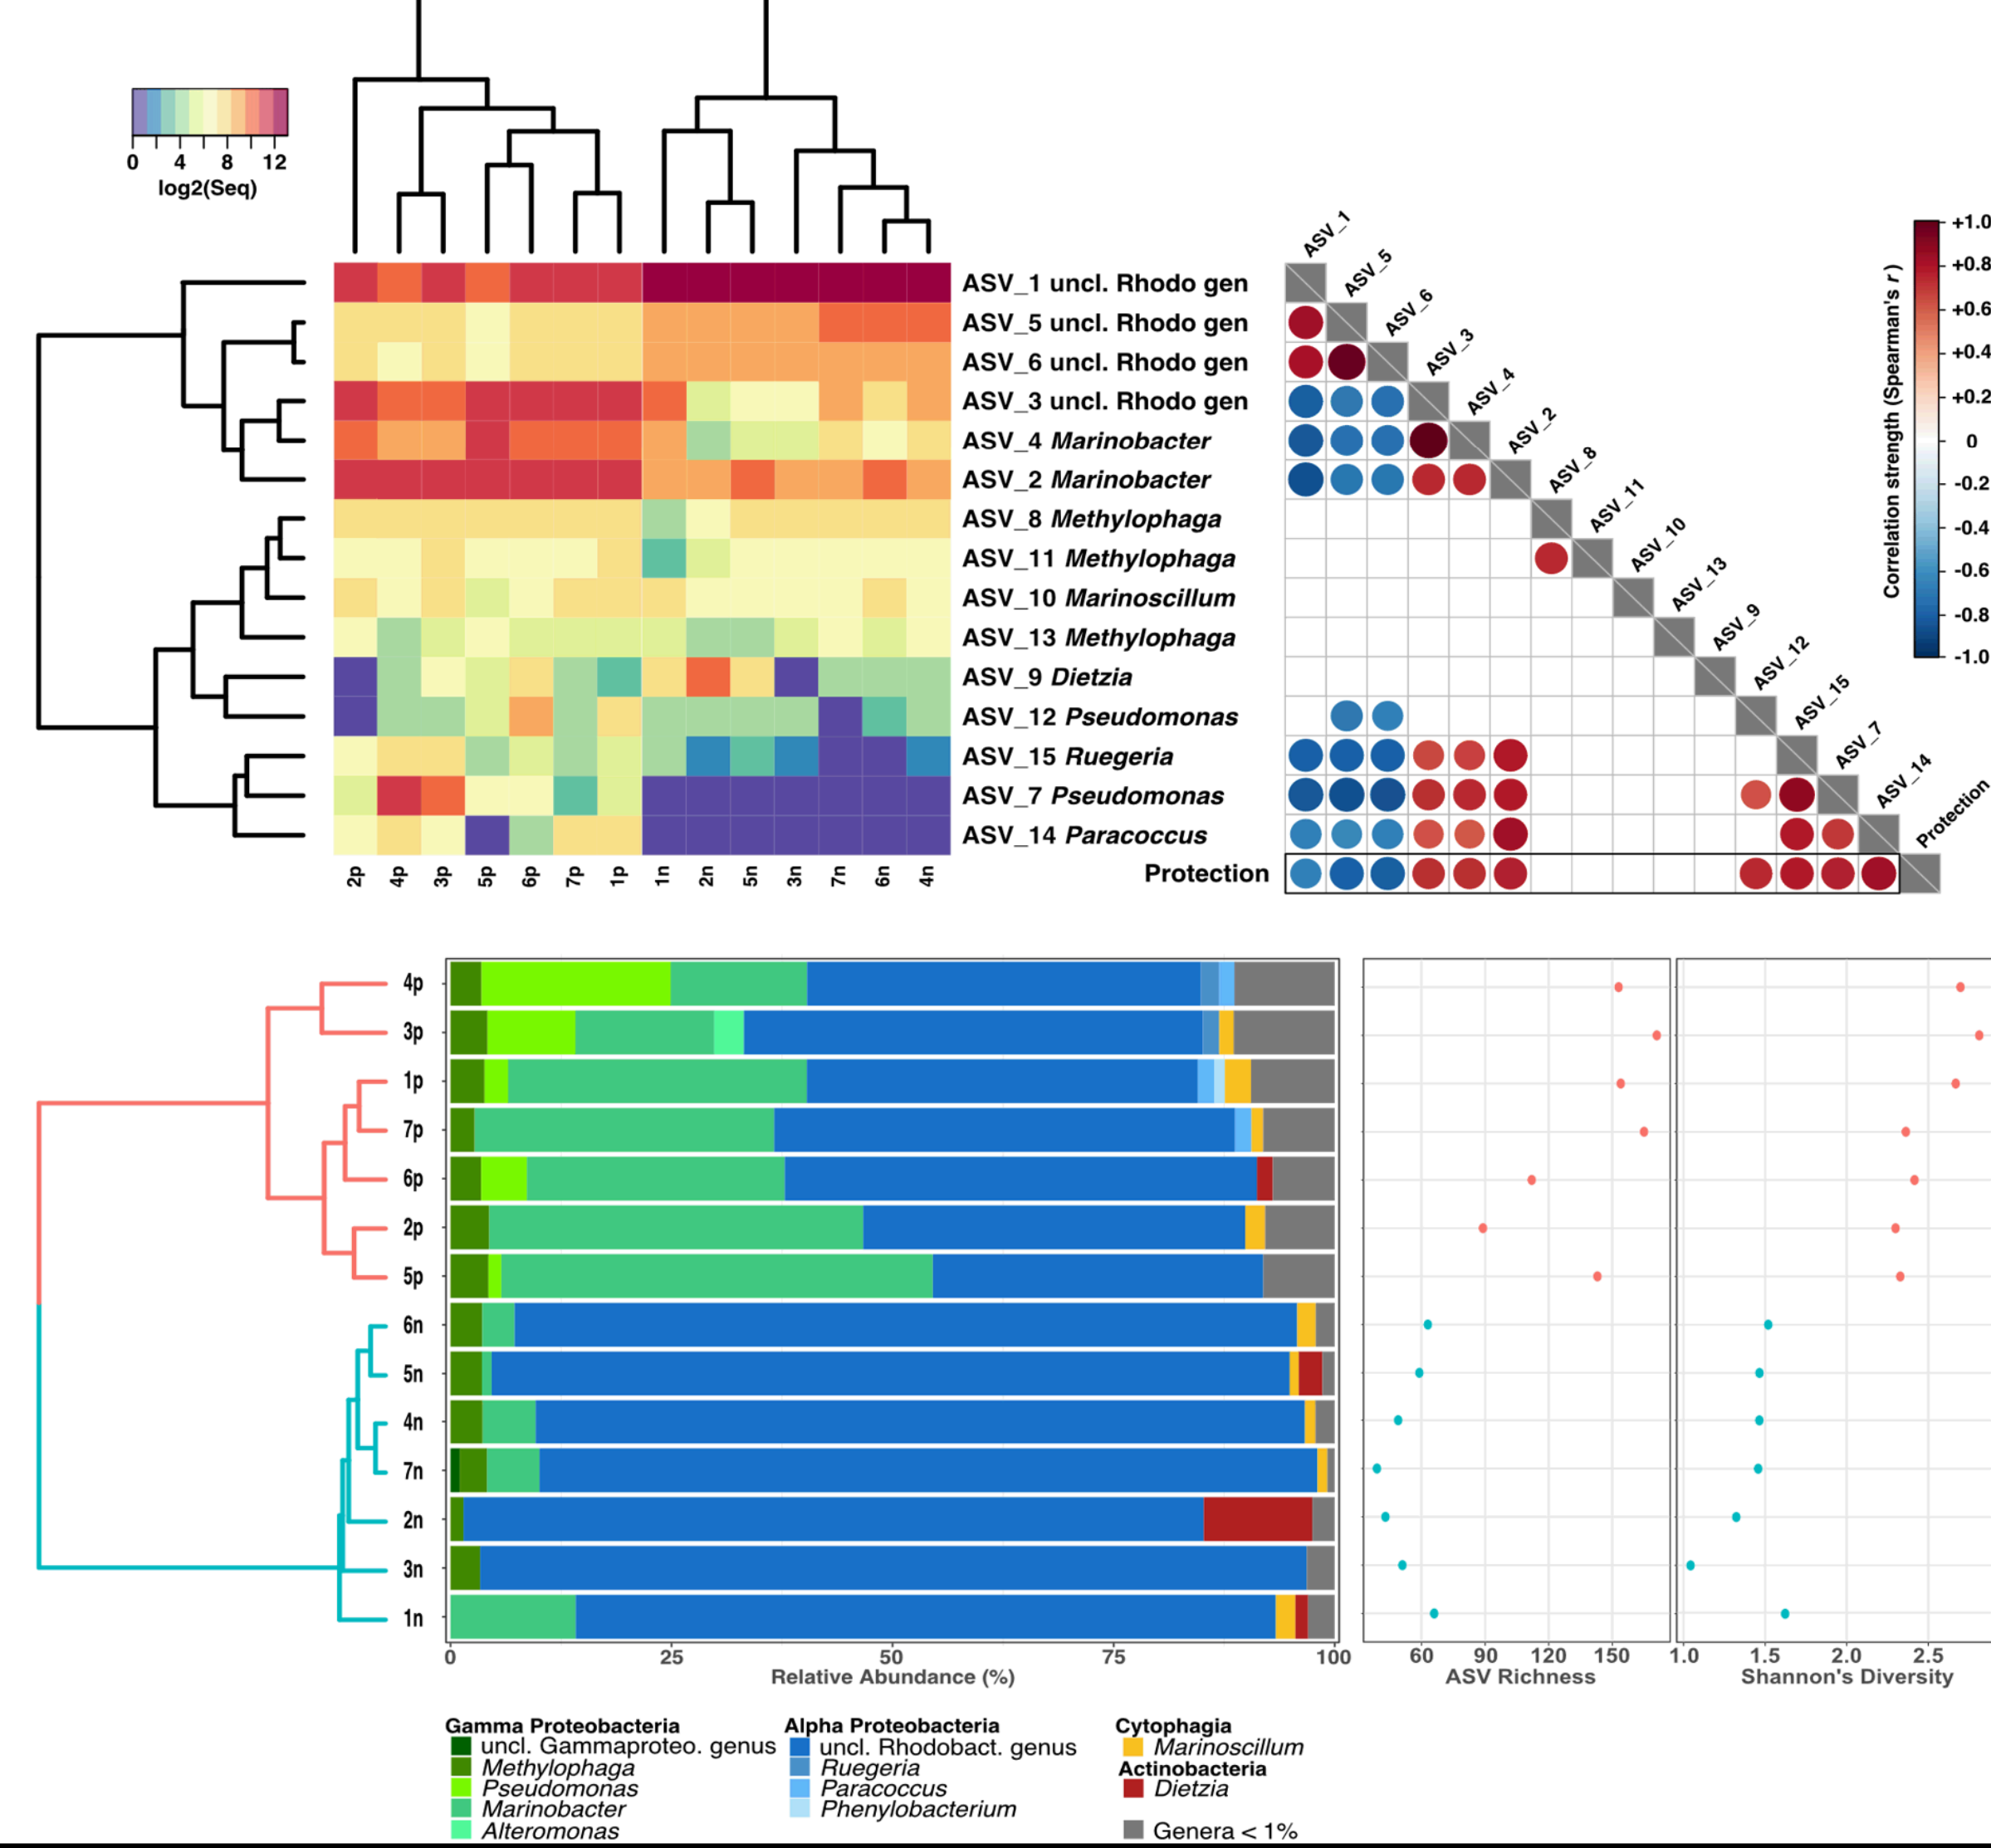 0 4 8 12
log2(Seq)
ASV_1 uncl. Rhodo gen
ASV_5 uncl. Rhodo gen
ASV_6 uncl. Rhodo gen
ASV_3 uncl. Rhodo gen
ASV_4 Marinobacter
ASV_2 Marinobacter
ASV_8 Methylophaga
ASV_11 Methylophaga
ASV_10 Marinoscillum
ASV_13 Methylophaga
ASV_9 Dietzia
ASV_12 Pseudomonas
ASV_15 Ruegeria
ASV_7 Pseudomonas
ASV_14 Paracoccus
Protection
2p 4p 3p 5p 6p 7p 1p 1n 2n 5n 3n 7n 6n 4n
ASV_1
ASV_5
ASV_6
ASV_3
ASV_4
ASV_2
ASV_8
ASV_11
ASV_10
ASV_13
ASV_9
ASV_12
ASV_15
ASV_7
ASV_14
Protection
Correlation strength (Spearman's r )
+1.0
+0.8
+0.6
+0.4
+0.2
0
-0.2
-0.4
-0.6
-0.8
-1.0
4p
3p
1p
7p
6p
2p
5p
6n
5n
4n
7n
2n
3n
1n
0 25 50 75 100
Relative Abundance (%)
60 90 120 150
ASV Richness
1.0 1.5 2.0 2.5
Shannon's Diversity
Gamma Proteobacteria
uncl. Gammaproteo. genus
Methylophaga
Pseudomonas
Marinobacter
Alteromonas
Alpha Proteobacteria
uncl. Rhodobact. genus
Ruegeria
Paracoccus
Phenylobacterium
Cytophagia
Marinoscillum
Actinobacteria
Dietzia
Genera < 1%